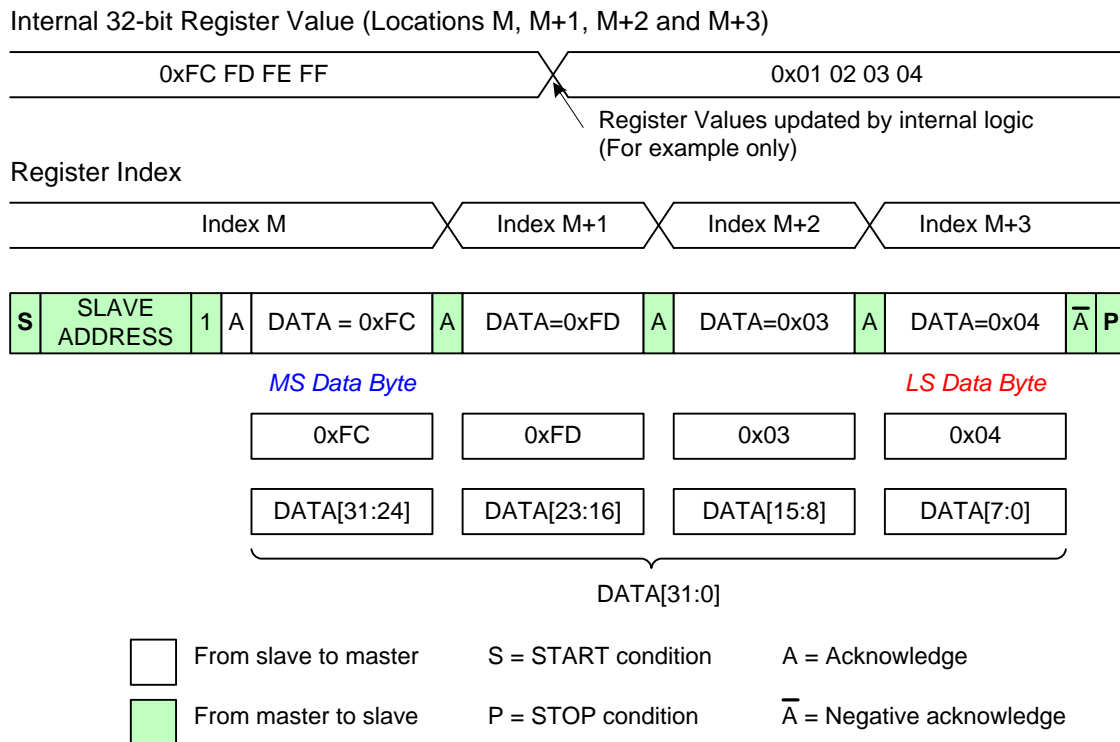 Internal 32-bit Register Value (Locations M, M+1, M+2 and M+3)
0xFC FD FE FF
0x01 02 03 04
Register Values updated by internal logic
(For example only)
Register Index
Index M
Index M+1
Index M+2
Index M+3
S
SLAVE
ADDRESS
1
A
DATA = 0xFC
A
DATA=0xFD
A
DATA=0x03
A
DATA=0x04
A̅
P
MS Data Byte
LS Data Byte
0xFC
0xFD
0x03
0x04
DATA[31:24]
DATA[23:16]
DATA[15:8]
DATA[7:0]
DATA[31:0]
From slave to master
S = START condition
A = Acknowledge
From master to slave
P = STOP condition
A̅ = Negative acknowledge